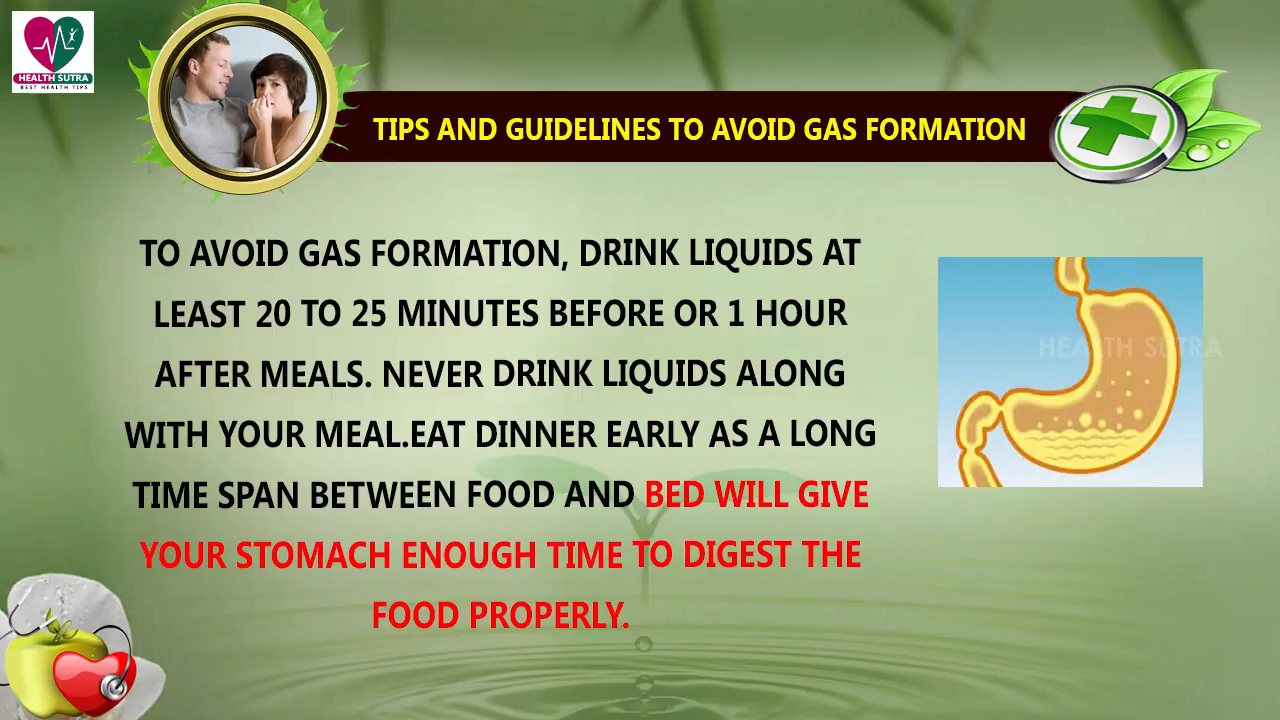 HEALTH SUTRA
BEST HEALTH TIPS
TIPS AND GUIDELINES TO AVOID GAS FORMATION
TO AVOID GAS FORMATION, DRINK LIQUIDS AT
LEAST 20 TO 25 MINUTES BEFORE OR 1 HOUR
AFTER MEALS. NEVER DRINK LIQUIDS ALONG
WITH YOUR MEAL.EAT DINNER EARLY AS A LONG
TIME SPAN BETWEEN FOOD AND BED WILL GIVE
YOUR STOMACH ENOUGH TIME TO DIGEST THE
FOOD PROPERLY.
HEALTH SUTRA